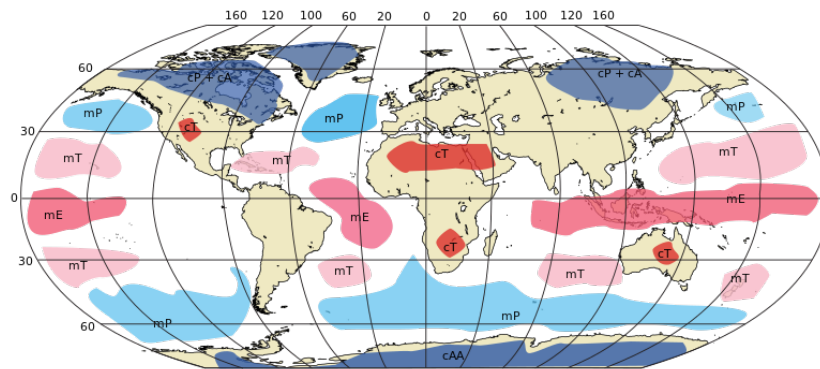 160 120 100 60 20 0 20 100 120 160
60
cP + cA cP + cA
mP mP mP
cT
30
mT mT cT mT
0
mE mE mE
cT cT
30
mT mT mT mT
mP mP
60
cAA